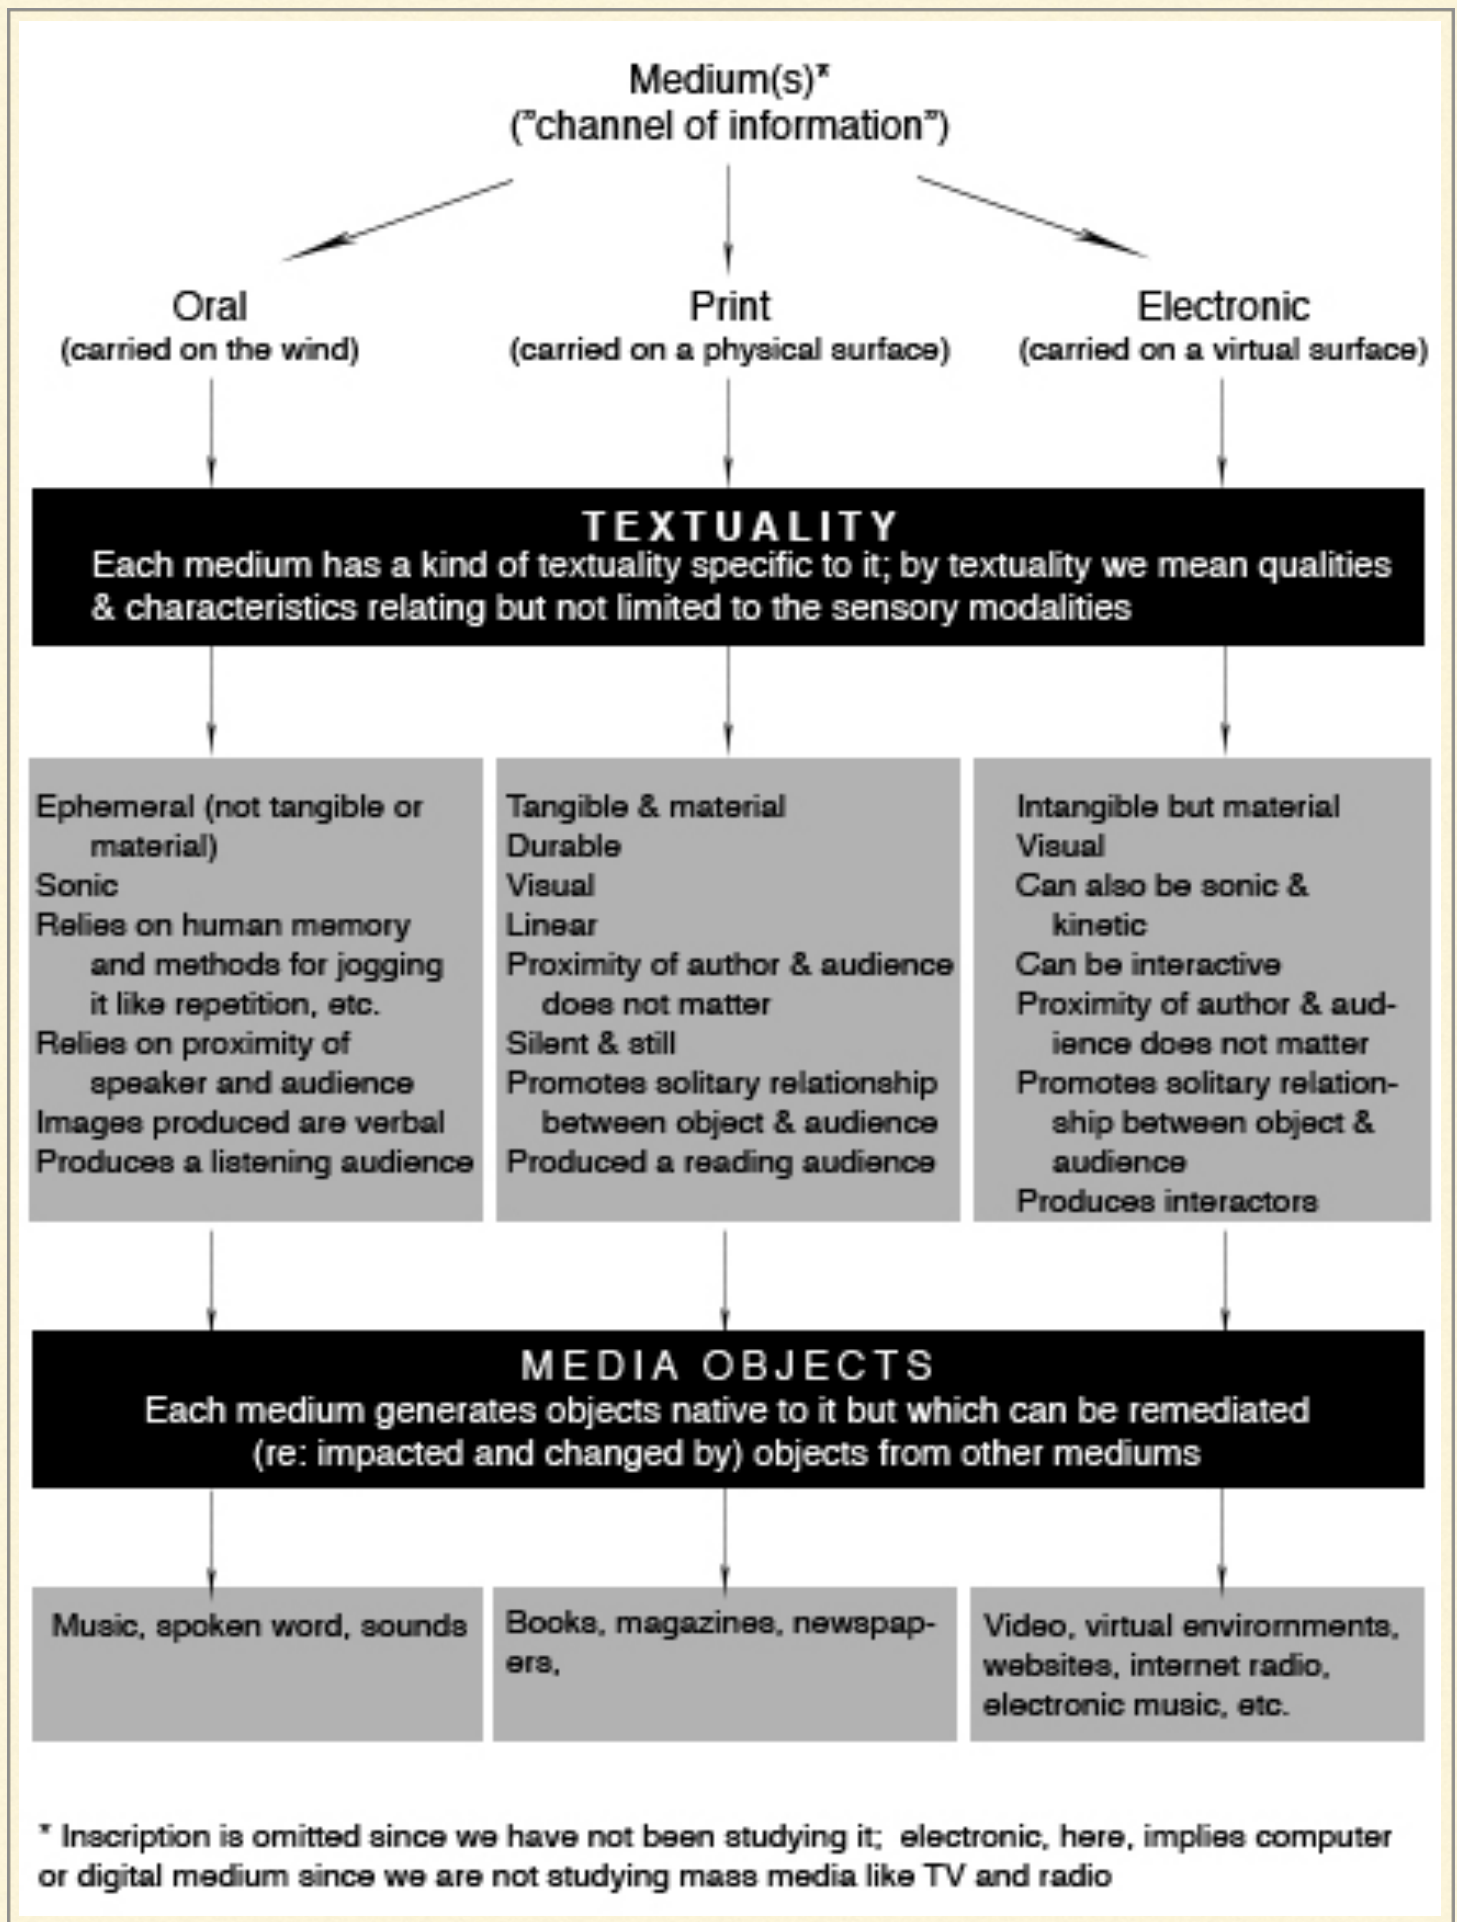 Medium(s)*
("channel of information")
Oral
(carried on the wind)
Print
(carried on a physical surface)
Electronic
(carried on a virtual surface)
TEXTUALITY
Each medium has a kind of textuality specific to it; by textuality we mean qualities
& characteristics relating but not limited to the sensory modalities
Ephemeral (not tangible or
material)
Sonic
Relies on human memory
and methods for jogging
it like repetition, etc.
Relies on proximity of
speaker and audience
Images produced are verbal
Produces a listening audience
Tangible & material
Durable
Visual
Linear
Proximity of author & audience
does not matter
Silent & still
Promotes solitary relationship
between object & audience
Produced a reading audience
Intangible but material
Visual
Can also be sonic &
kinetic
Can be interactive
Proximity of author & aud-
ience does not matter
Promotes solitary relation-
ship between object &
audience
Produces interactors
MEDIA OBJECTS
Each medium generates objects native to it but which can be remediated
(re: impacted and changed by) objects from other mediums
Music, spoken word, sounds
Books, magazines, newspap-
ers,
Video, virtual envirornments,
websites, internet radio,
electronic music, etc.
* Inscription is omitted since we have not been studying it; electronic, here, implies computer
or digital medium since we are not studying mass media like TV and radio